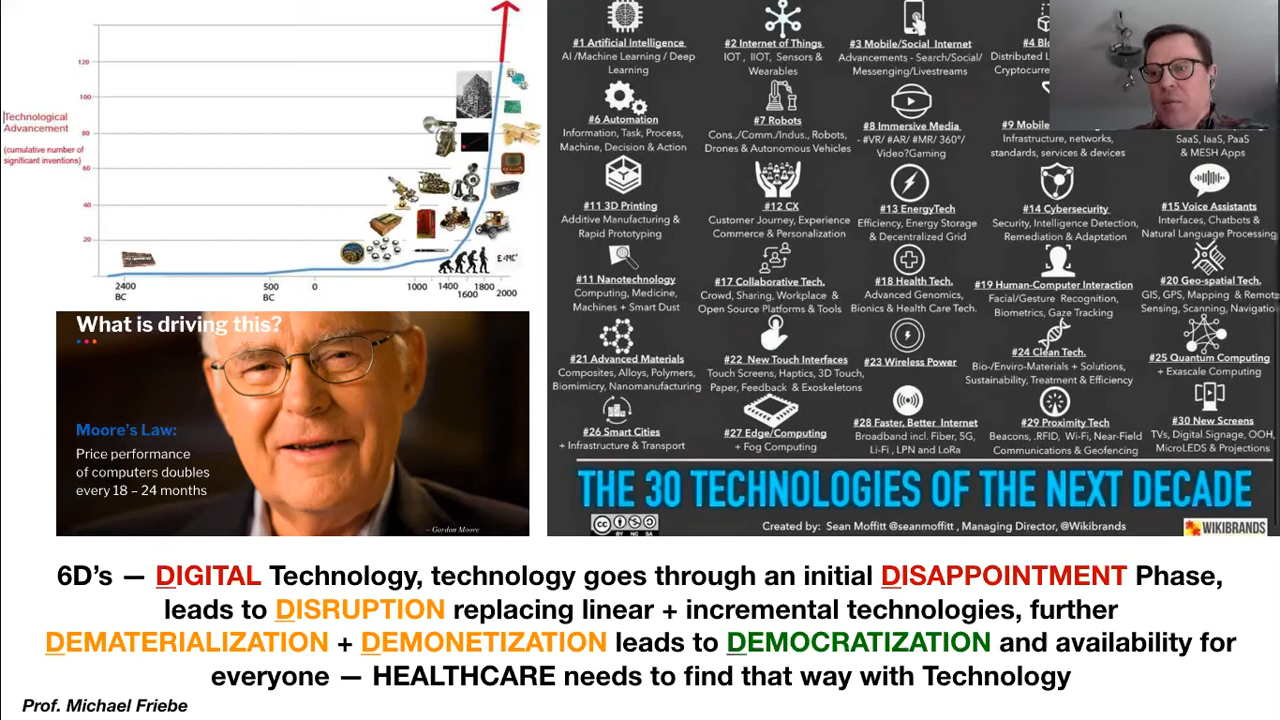 Technological
Advancement
(cumulative number of
significant inventions)
120
100
80
60
40
20
2400
BC
500
BC
0
1000
1400
1600
1800
2000
E=MC²
What is driving this?
Moore's Law:
Price performance
of computers doubles
every 18 – 24 months
– Gordon Moore
#1 Artificial Intelligence
AI /Machine Learning / Deep
Learning
#2 Internet of Things
IOT , IIOT, Sensors &
Wearables
#3 Mobile/Social Internet
Advancements - Search/Social/
Messenging/Livestreams
#4 Blo
Distributed L
Cryptocurre
#6 Automation
Information, Task, Process,
Machine, Decision & Action
#7 Robots
Cons.,/Comm./Indus., Robots,
Drones & Autonomous Vehicles
#8 Immersive Media
- #VR/ #AR/ #MR/ 360°/
Video?Gaming
#9 Mobile
Infrastructure, networks,
standards, services & devices
SaaS, IaaS, PaaS
& MESH Apps
#11 3D Printing
Additive Manufacturing &
Rapid Prototyping
#12 CX
Customer Journey, Experience
Commerce & Personalization
#13 EnergyTech
Efficiency, Energy Storage
& Decentralized Grid
#14 Cybersecurity
Security, Intelligence Detection,
Remediation & Adaptation
#15 Voice Assistants
Interfaces, Chatbots &
Natural Language Processing
#11 Nanotechnology
Computing, Medicine,
Machines + Smart Dust
#17 Collaborative Tech.
Crowd, Sharing, Workplace &
Open Source Platforms & Tools
#18 Health Tech.
Advanced Genomics,
Bionics & Health Care Tech.
#19 Human-Computer Interaction
Facial/Gesture Recognition,
Biometrics, Gaze Tracking
#20 Geo-spatial Tech.
GIS, GPS, Mapping & Remote
Sensing, Scanning, Navigatio
#21 Advanced Materials
Composites, Alloys, Polymers,
Biomimicry, Nanomanufacturing
#22 New Touch Interfaces
Touch Screens, Haptics, 3D Touch,
Paper, Feedback & Exoskeletons
#23 Wireless Power
#24 Clean Tech.
Bio-/Enviro-Materials + Solutions,
Sustainability, Treatment & Efficiency
#25 Quantum Computing
+ Exascale Computing
#26 Smart Cities
+ Infrastructure & Transport
#27 Edge/Computing
+ Fog Computing
#28 Faster, Better Internet
Broadband incl. Fiber, 5G,
Li-Fi , LPN and LoRa
#29 Proximity Tech
Beacons, .RFID, Wi-Fi, Near-Field
Communications & Geofencing
#30 New Screens
TVs, Digital Signage, OOH,
MicroLEDS & Projections
THE 30 TECHNOLOGIES OF THE NEXT DECADE
CC BY NC SA
Created by: Sean Moffitt @seanmoffitt , Managing Director, @Wikibrands
WIKIBRANDS
6D's — DIGITAL Technology, technology goes through an initial DISAPPOINTMENT Phase,
leads to DISRUPTION replacing linear + incremental technologies, further
DEMATERIALIZATION + DEMONETIZATION leads to DEMOCRATIZATION and availability for
everyone — HEALTHCARE needs to find that way with Technology
Prof. Michael Friebe